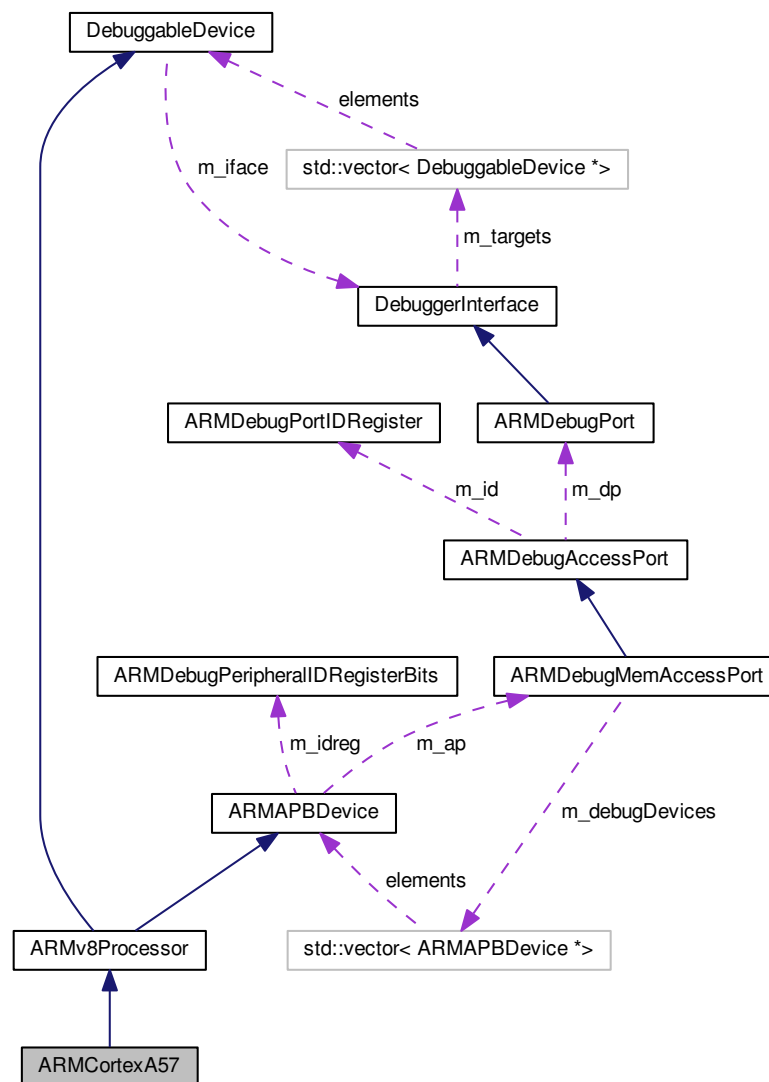 DebuggableDevice
elements
m_iface
std::vector< DebuggableDevice *>
m_targets
DebuggerInterface
ARMDebugPortIDRegister
ARMDebugPort
m_id
m_dp
ARMDebugAccessPort
ARMDebugPeripheralIDRegisterBits
ARMDebugMemAccessPort
m_idreg
m_ap
ARMAPBDevice
m_debugDevices
elements
ARMv8Processor
std::vector< ARMAPBDevice *>
ARMCortexA57